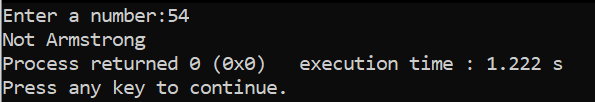 Enter a number:54
Not Armstrong
Process returned 0 (0x0)   execution time : 1.222 s
Press any key to continue.